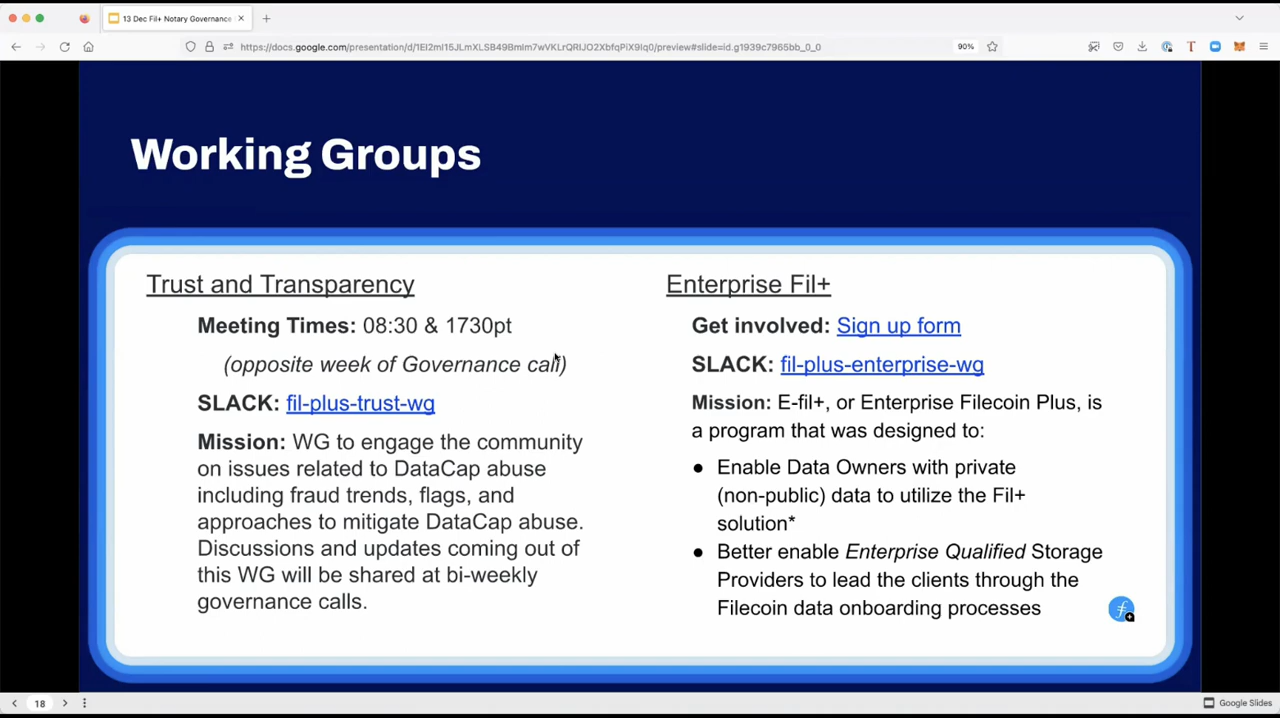 13 Dec Fil+ Notary Governance
https://docs.google.com/presentation/d/1EI2mI15JLmXLSB49Bmlm7wVKLrQRlJO2XbfqPiX9Iq0/preview#slide=id.g1939c7965bb_0_0
90%
Working Groups
Trust and Transparency
Meeting Times: 08:30 & 1730pt
(opposite week of Governance call)
SLACK: fil-plus-trust-wg
Mission: WG to engage the community
on issues related to DataCap abuse
including fraud trends, flags, and
approaches to mitigate DataCap abuse.
Discussions and updates coming out of
this WG will be shared at bi-weekly
governance calls.
Enterprise Fil+
Get involved: Sign up form
SLACK: fil-plus-enterprise-wg
Mission: E-fil+, or Enterprise Filecoin Plus, is
a program that was designed to:
● Enable Data Owners with private
(non-public) data to utilize the Fil+
solution*
● Better enable Enterprise Qualified Storage
Providers to lead the clients through the
Filecoin data onboarding processes
18
Google Slides